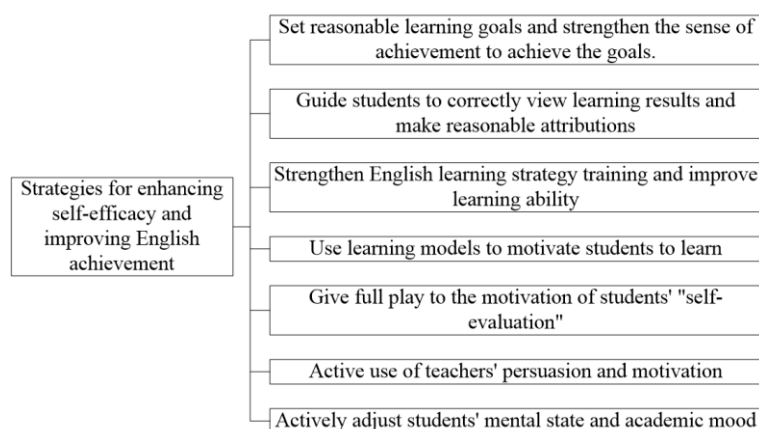 Set reasonable learning goals and strengthen the sense of
achievement to achieve the goals.
Guide students to correctly view learning results and
make reasonable attributions
Strengthen English learning strategy training and improve
learning ability
Strategies for enhancing
self-efficacy and
improving English
achievement
Use learning models to motivate students to learn
Give full play to the motivation of students' "self-
evaluation"
Active use of teachers' persuasion and motivation
Actively adjust students' mental state and academic mood